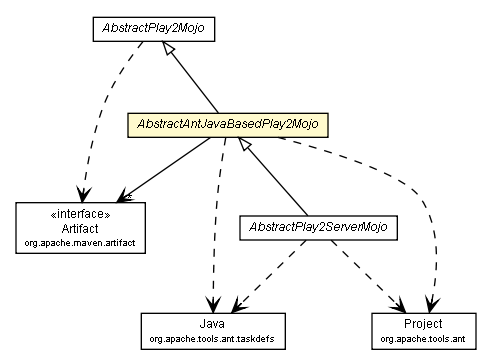 AbstractPlay2Mojo
AbstractAntJavaBasedPlay2Mojo
*
«interface»
Artifact
org.apache.maven.artifact
AbstractPlay2ServerMojo
Java
org.apache.tools.ant.taskdefs
Project
org.apache.tools.ant